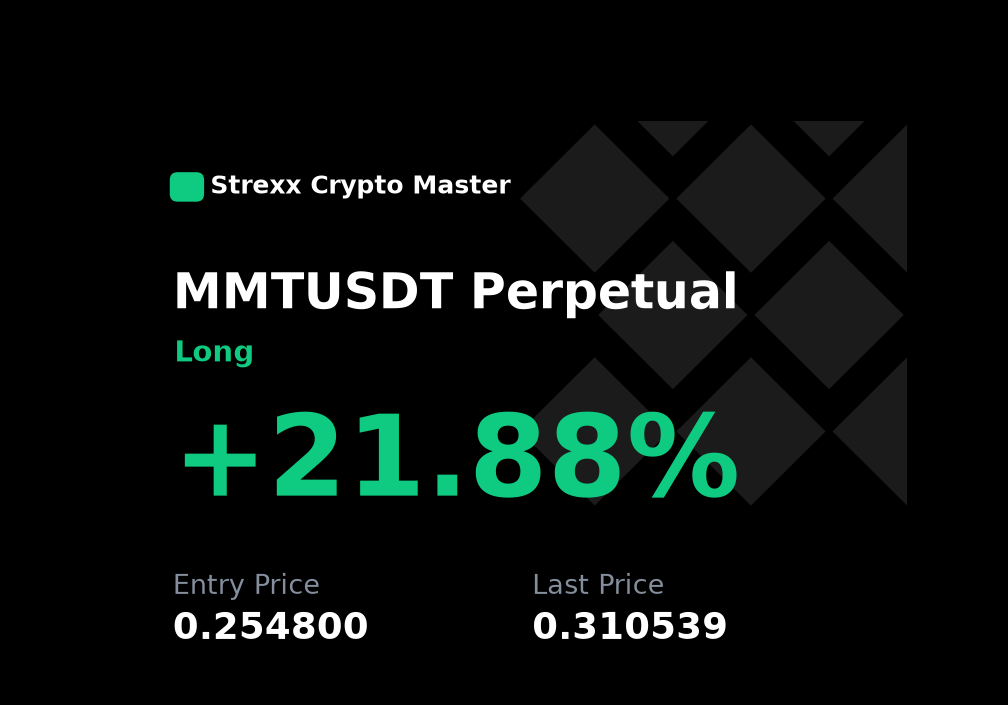 Strexx Crypto Master
MMTUSDT Perpetual
Long
+21.88%
Entry Price Last Price
0.254800 0.310539